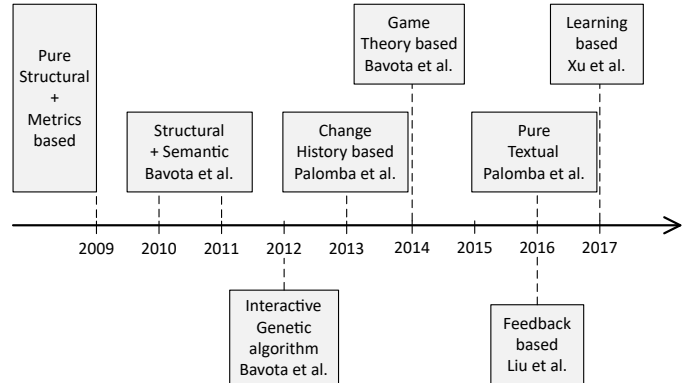 Pure
Structural
+
Metrics
based
Structural
+ Semantic
Bavota et al.
Change
History based
Palomba et al.
Game
Theory based
Bavota et al.
Pure
Textual
Palomba et al.
Learning
based
Xu et al.
2009 2010 2011 2012 2013 2014 2015 2016 2017
Interactive
Genetic
algorithm
Bavota et al.
Feedback
based
Liu et al.